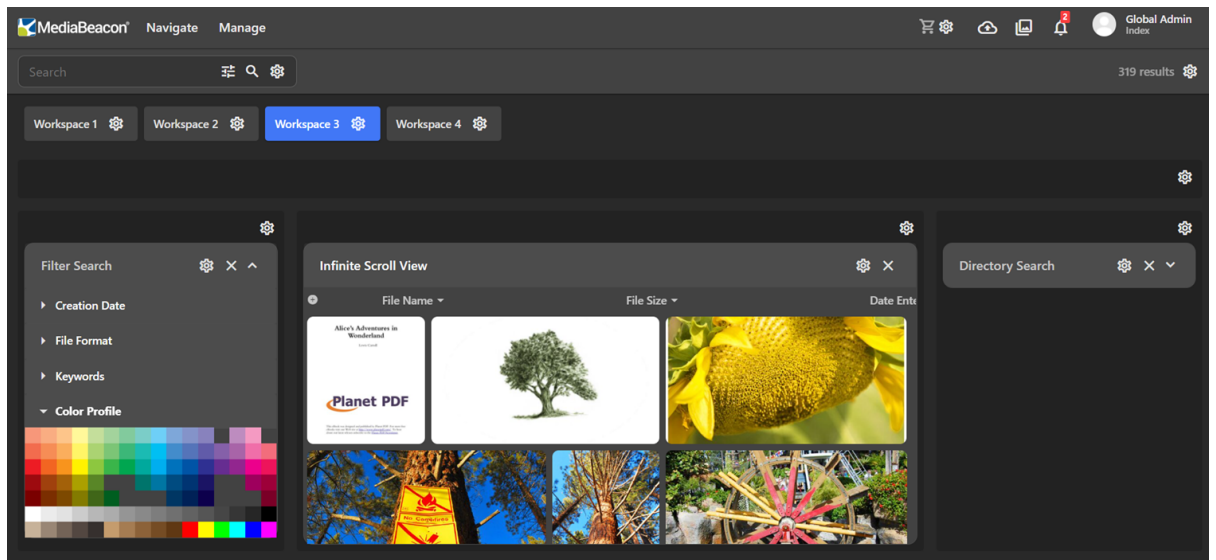 MediaBeacon®
Navigate
Manage
2
Global Admin
Index
Search
319 results
Workspace 1
Workspace 2
Workspace 3
Workspace 4
Filter Search
Creation Date
File Format
Keywords
Color Profile
Infinite Scroll View
File Name
File Size
Date Ente
Alice's Adventures in
Wonderland
Lewis Carroll
Planet PDF
No Campfires
Directory Search